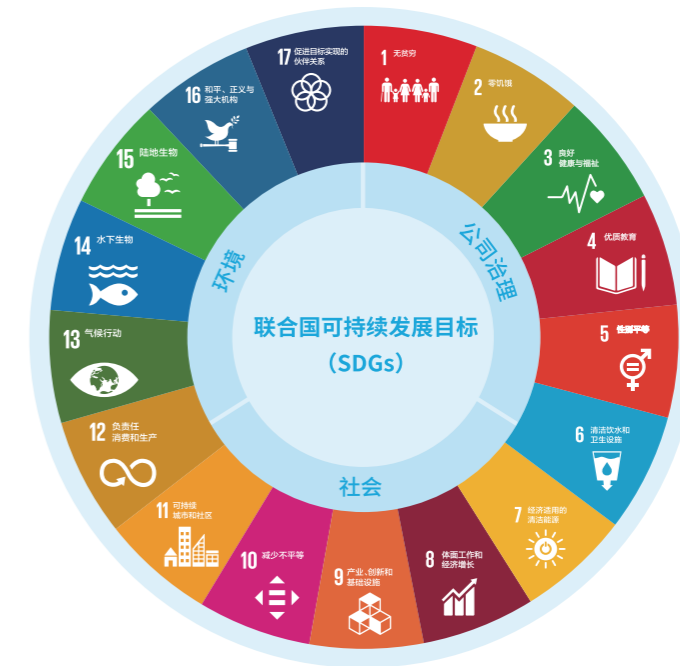 联合国可持续发展目标
（SDGs）
公司治理
社会
环境
1 无贫穷
2 零饥饿
3 良好
健康与福祉
4 优质教育
5 性别平等
6 清洁饮水和
卫生设施
7 经济适用的
清洁能源
8 体面工作和
经济增长
9 产业、创新和
基础设施
10 减少不平等
11 可持续
城市和社区
12 负责任
消费和生产
13 气候行动
14 水下生物
15 陆地生物
16 和平、正义与
强大机构
17 促进目标实现的
伙伴关系